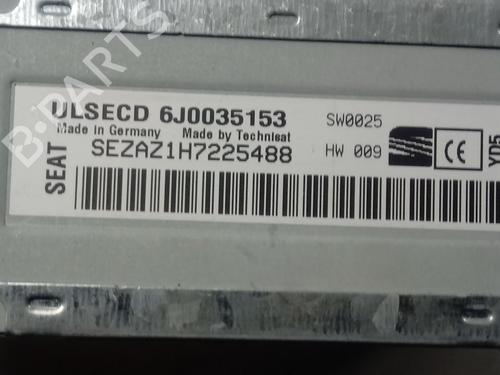 B-PARTS
ULSECD 6J0035153
SW0025
Made in Germany Made by Technisat
SEZAZ1H7225488
HW 009
CE
SEAT